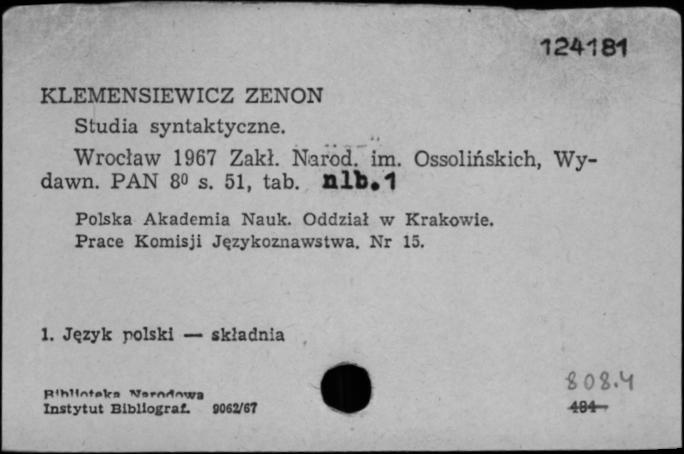 124181
KLEMENSIEWICZ ZENON
Studia syntaktyczne.
Wrocław 1967 Zakł. Narod. im. Ossolińskich, Wy-
dawn. PAN 8⁰ s. 51, tab. nlb.1
Polska Akademia Nauk. Oddział w Krakowie.
Prace Komisji Językoznawstwa. Nr 15.
1. Język polski — składnia
808.4
Biblioteka Narodowa
Instytut Bibliograf. 9062/67
484